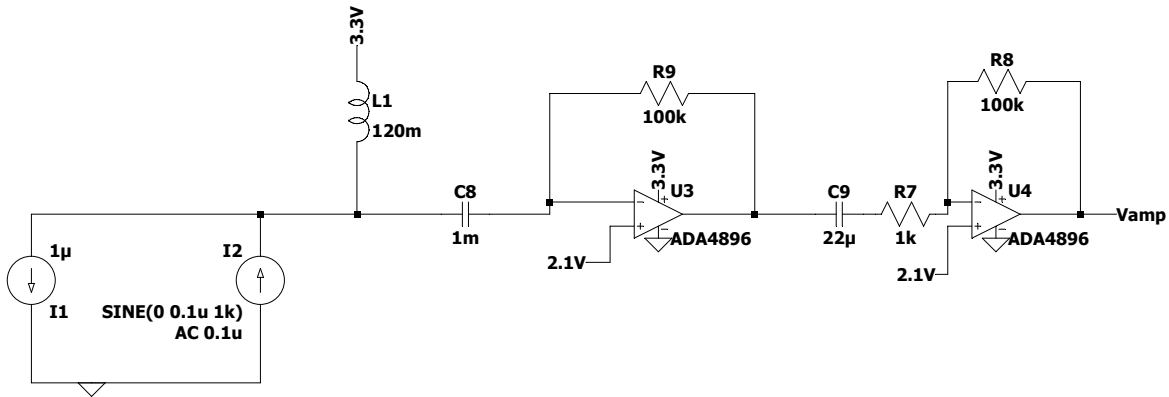 3.3V
L1
120m
R9
100k
R8
100k
3.3V
U3
C8
1m
2.1V
ADA4896
C9
22µ
R7
1k
3.3V
U4
2.1V
ADA4896
Vamp
1µ
I1
I2
SINE(0 0.1u 1k)
AC 0.1u